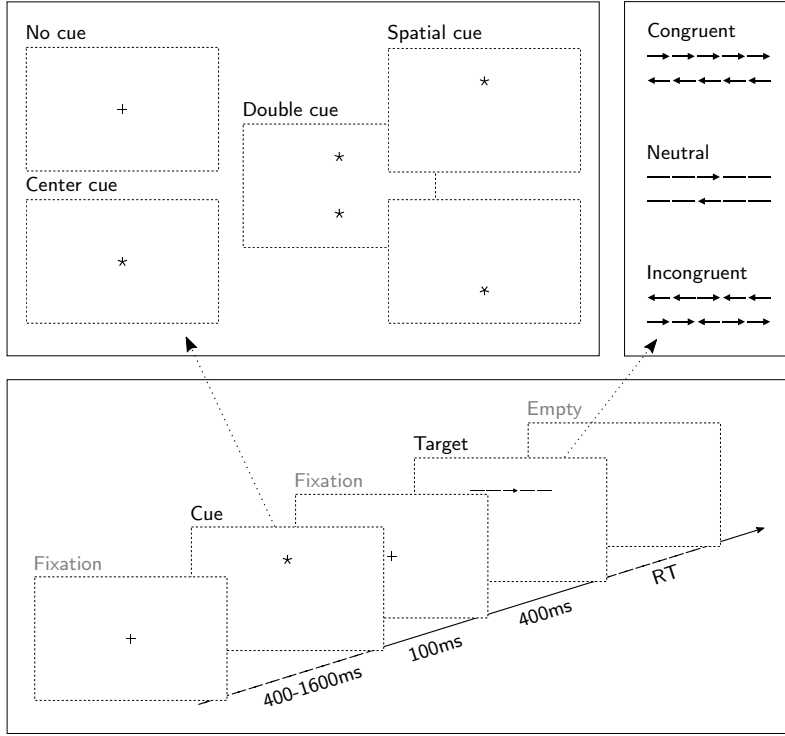 No cue
Center cue
Double cue
Spatial cue
Congruent
Neutral
Incongruent
Fixation
Cue
Fixation
Target
Empty
400-1600ms
100ms
400ms
RT